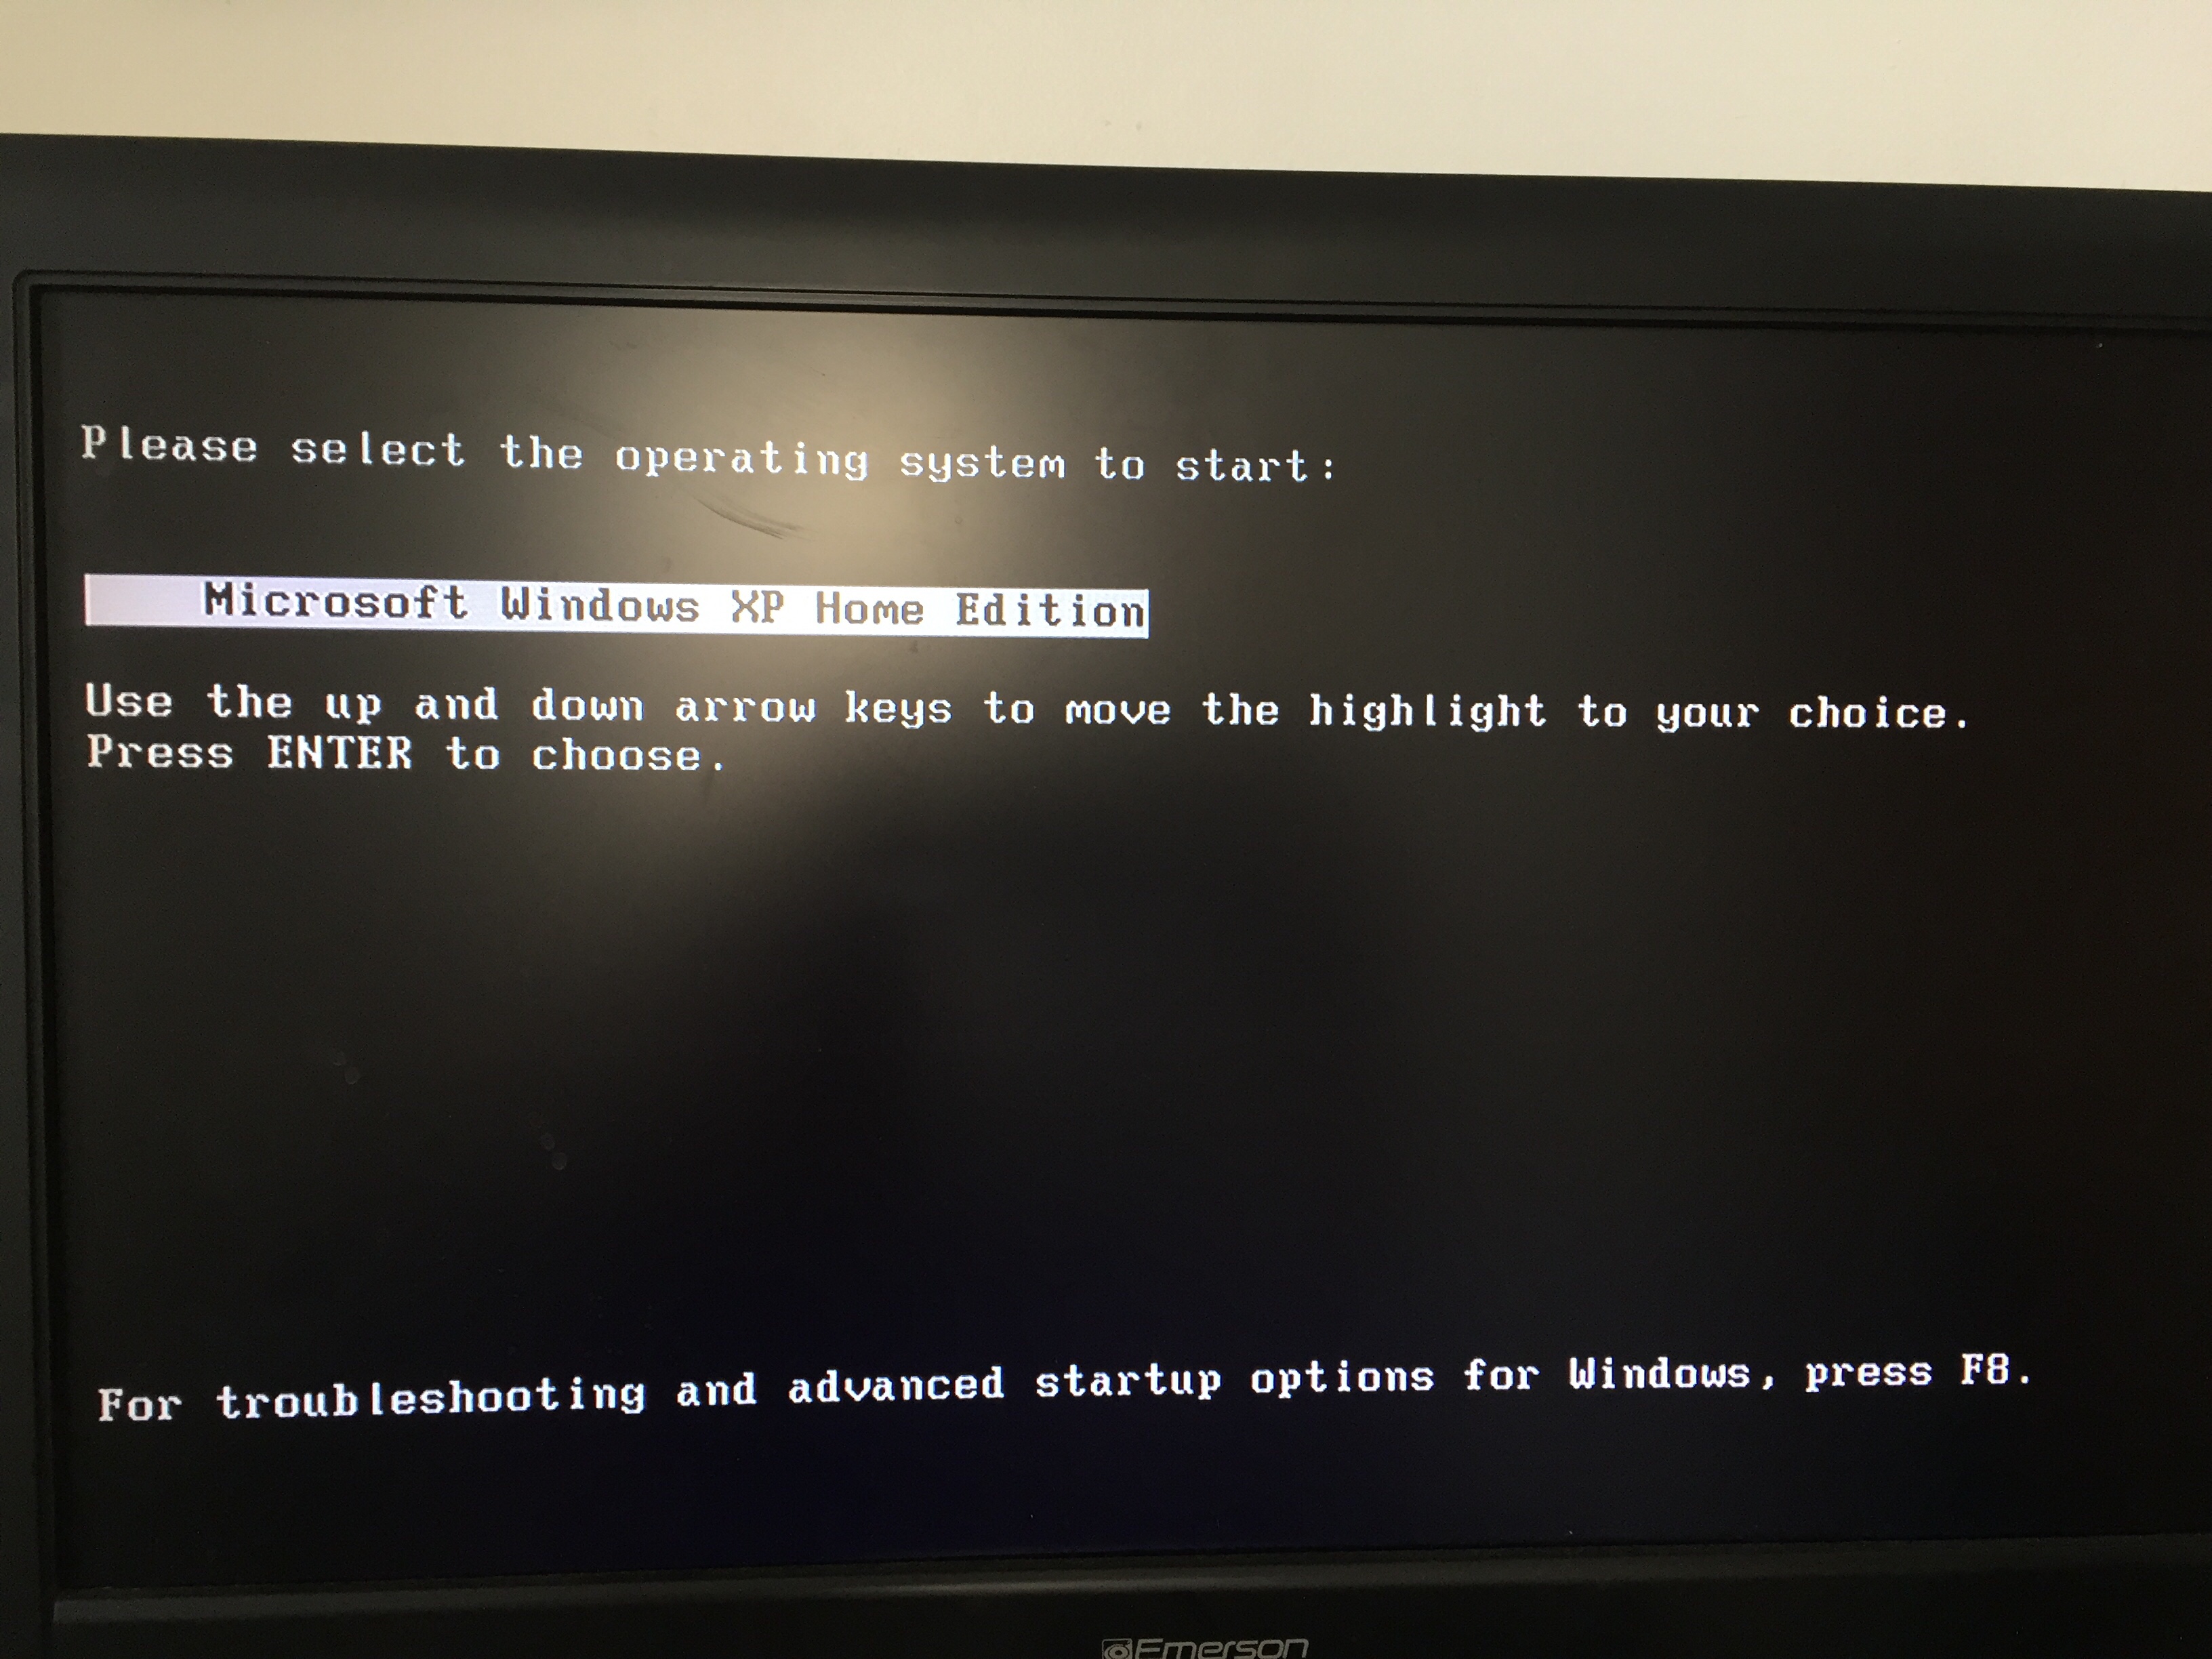 Please select the operating system to start:
Microsoft Windows XP Home Edition
Use the up and down arrow keys to move the highlight to your choice.
Press ENTER to choose.
For troubleshooting and advanced startup options for Windows, press F8.
Emerson